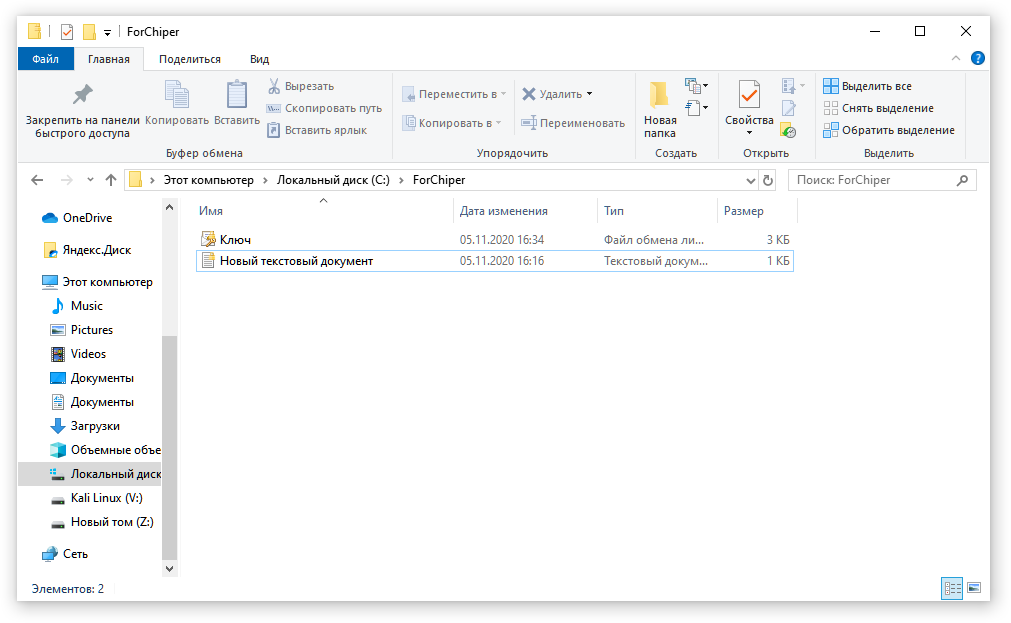 ForChiper
Файл Главная Поделиться Вид
Закрепить на панели
быстрого доступа
Копировать
Вставить
Вырезать
Скопировать путь
Вставить ярлык
Буфер обмена
Переместить в
Копировать в
Удалить
Переименовать
Упорядочить
Новая
папка
Создать
Свойства
Открыть
Выделить все
Снять выделение
Обратить выделение
Выделить
Этот компьютер Локальный диск (C:) ForChiper
Поиск: ForChiper
OneDrive
Яндекс.Диск
Этот компьютер
Music
Pictures
Videos
Документы
Документы
Загрузки
Объемные объе
Локальный диск
Kali Linux (V:)
Новый том (Z:)
Сеть
Имя Дата изменения Тип Размер
Ключ 05.11.2020 16:34 Файл обмена ли... 3 КБ
Новый текстовый документ 05.11.2020 16:16 Текстовый докум... 1 КБ
Элементов: 2